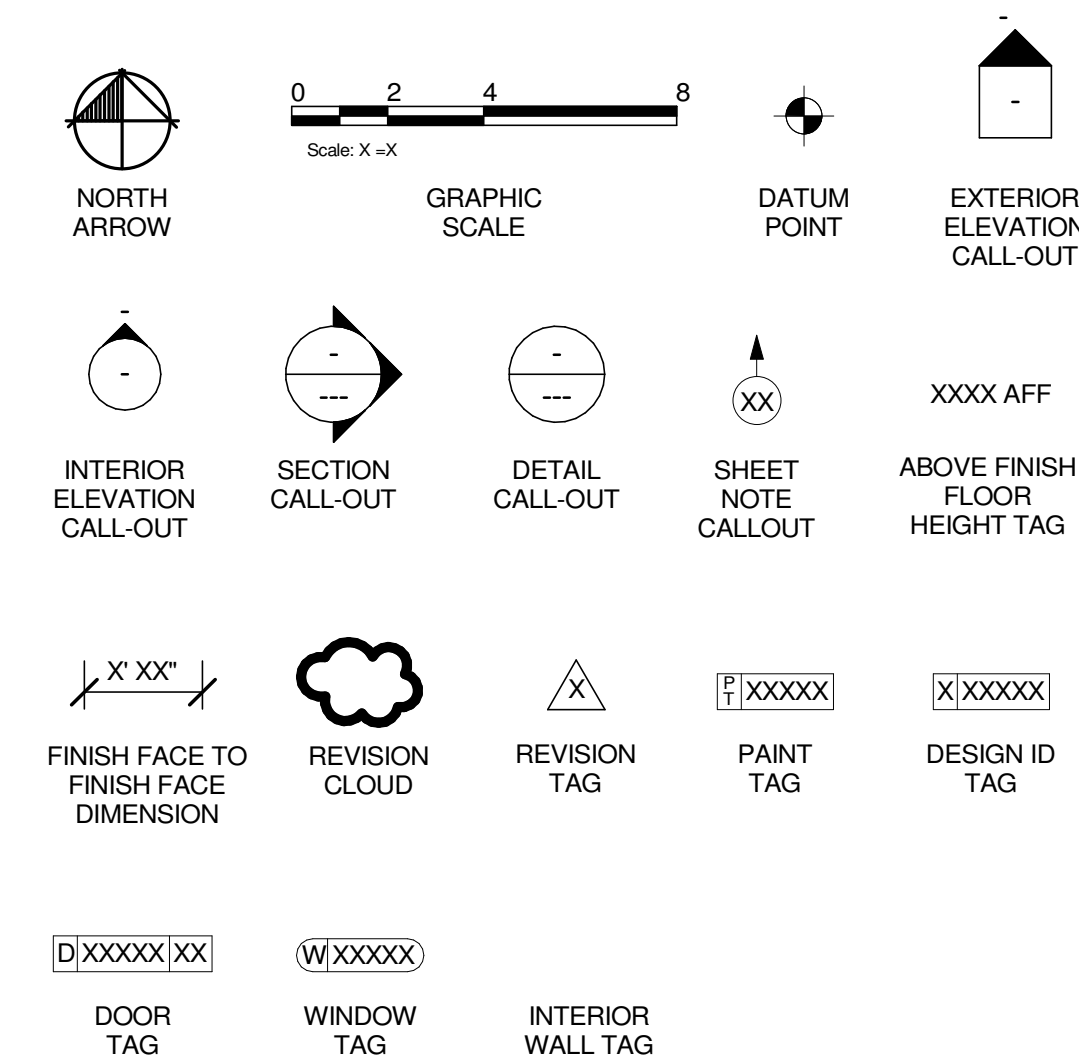 0 2 4 8
Scale: X =X
-
-
NORTH
ARROW
GRAPHIC
SCALE
DATUM
POINT
EXTERIOR
ELEVATION
CALL-OUT
-
-
-
---
-
---
XX
XXXX AFF
INTERIOR
ELEVATION
CALL-OUT
SECTION
CALL-OUT
DETAIL
CALL-OUT
SHEET
NOTE
CALLOUT
ABOVE FINISH
FLOOR
HEIGHT TAG
X' XX"
X
PT XXXXX
X XXXXX
FINISH FACE TO
FINISH FACE
DIMENSION
REVISION
CLOUD
REVISION
TAG
PAINT
TAG
DESIGN ID
TAG
D XXXXX XX
W XXXXX
DOOR
TAG
WINDOW
TAG
INTERIOR
WALL TAG